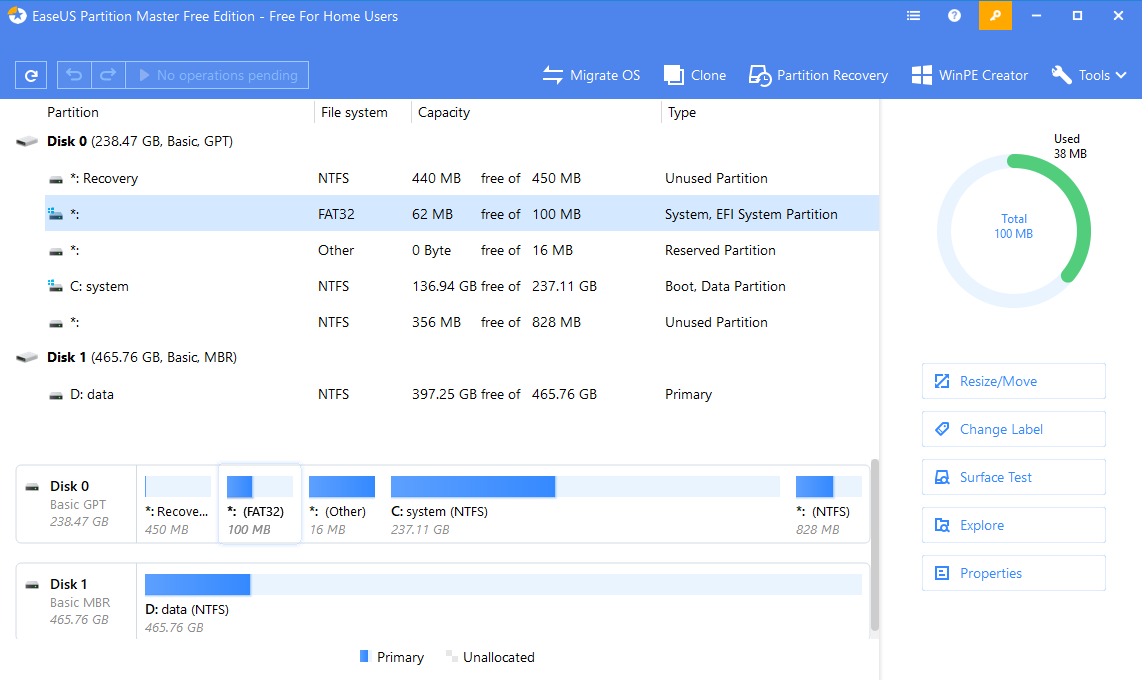 EaseUS Partition Master Free Edition - Free For Home Users
No operations pending
Migrate OS
Clone
Partition Recovery
WinPE Creator
Tools
Partition File system Capacity Type
Disk 0 (238.47 GB, Basic, GPT)
*: Recovery NTFS 440 MB free of 450 MB Unused Partition
*: FAT32 62 MB free of 100 MB System, EFI System Partition
*: Other 0 Byte free of 16 MB Reserved Partition
C: system NTFS 136.94 GB free of 237.11 GB Boot, Data Partition
*: NTFS 356 MB free of 828 MB Unused Partition
Disk 1 (465.76 GB, Basic, MBR)
D: data NTFS 397.25 GB free of 465.76 GB Primary
Used
38 MB
Total
100 MB
Resize/Move
Change Label
Surface Test
Explore
Properties
Disk 0
Basic GPT
238.47 GB
*: Recove...
450 MB
*: (FAT32)
100 MB
*: (Other)
16 MB
C: system (NTFS)
237.11 GB
*: (NTFS)
828 MB
Disk 1
Basic MBR
465.76 GB
D: data (NTFS)
465.76 GB
Primary
Unallocated